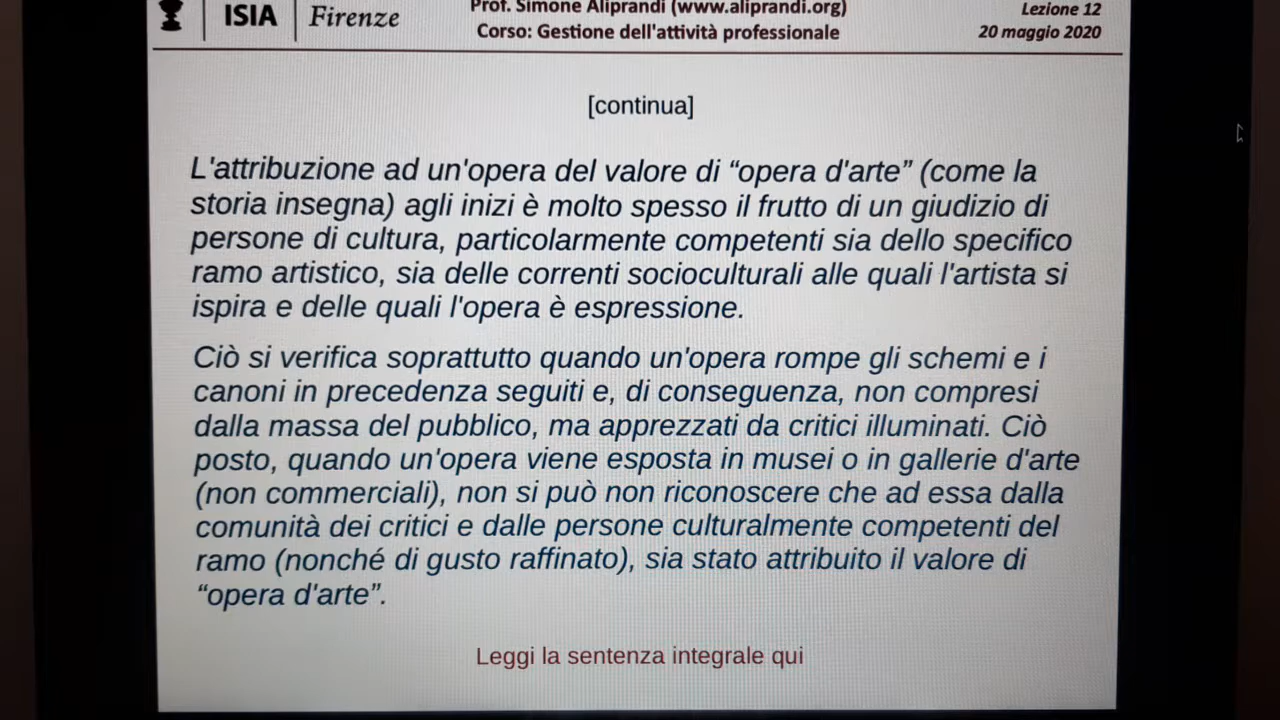 ISIA Firenze
Prof. Simone Aliprandi (www.aliprandi.org)
Corso: Gestione dell'attività professionale
Lezione 12
20 maggio 2020
[continua]
L'attribuzione ad un'opera del valore di “opera d'arte” (come la
storia insegna) agli inizi è molto spesso il frutto di un giudizio di
persone di cultura, particolarmente competenti sia dello specifico
ramo artistico, sia delle correnti socioculturali alle quali l'artista si
ispira e delle quali l'opera è espressione.
Ciò si verifica soprattutto quando un'opera rompe gli schemi e i
canoni in precedenza seguiti e, di conseguenza, non compresi
dalla massa del pubblico, ma apprezzati da critici illuminati. Ciò
posto, quando un'opera viene esposta in musei o in gallerie d'arte
(non commerciali), non si può non riconoscere che ad essa dalla
comunità dei critici e dalle persone culturalmente competenti del
ramo (nonché di gusto raffinato), sia stato attribuito il valore di
“opera d'arte”.
Leggi la sentenza integrale qui